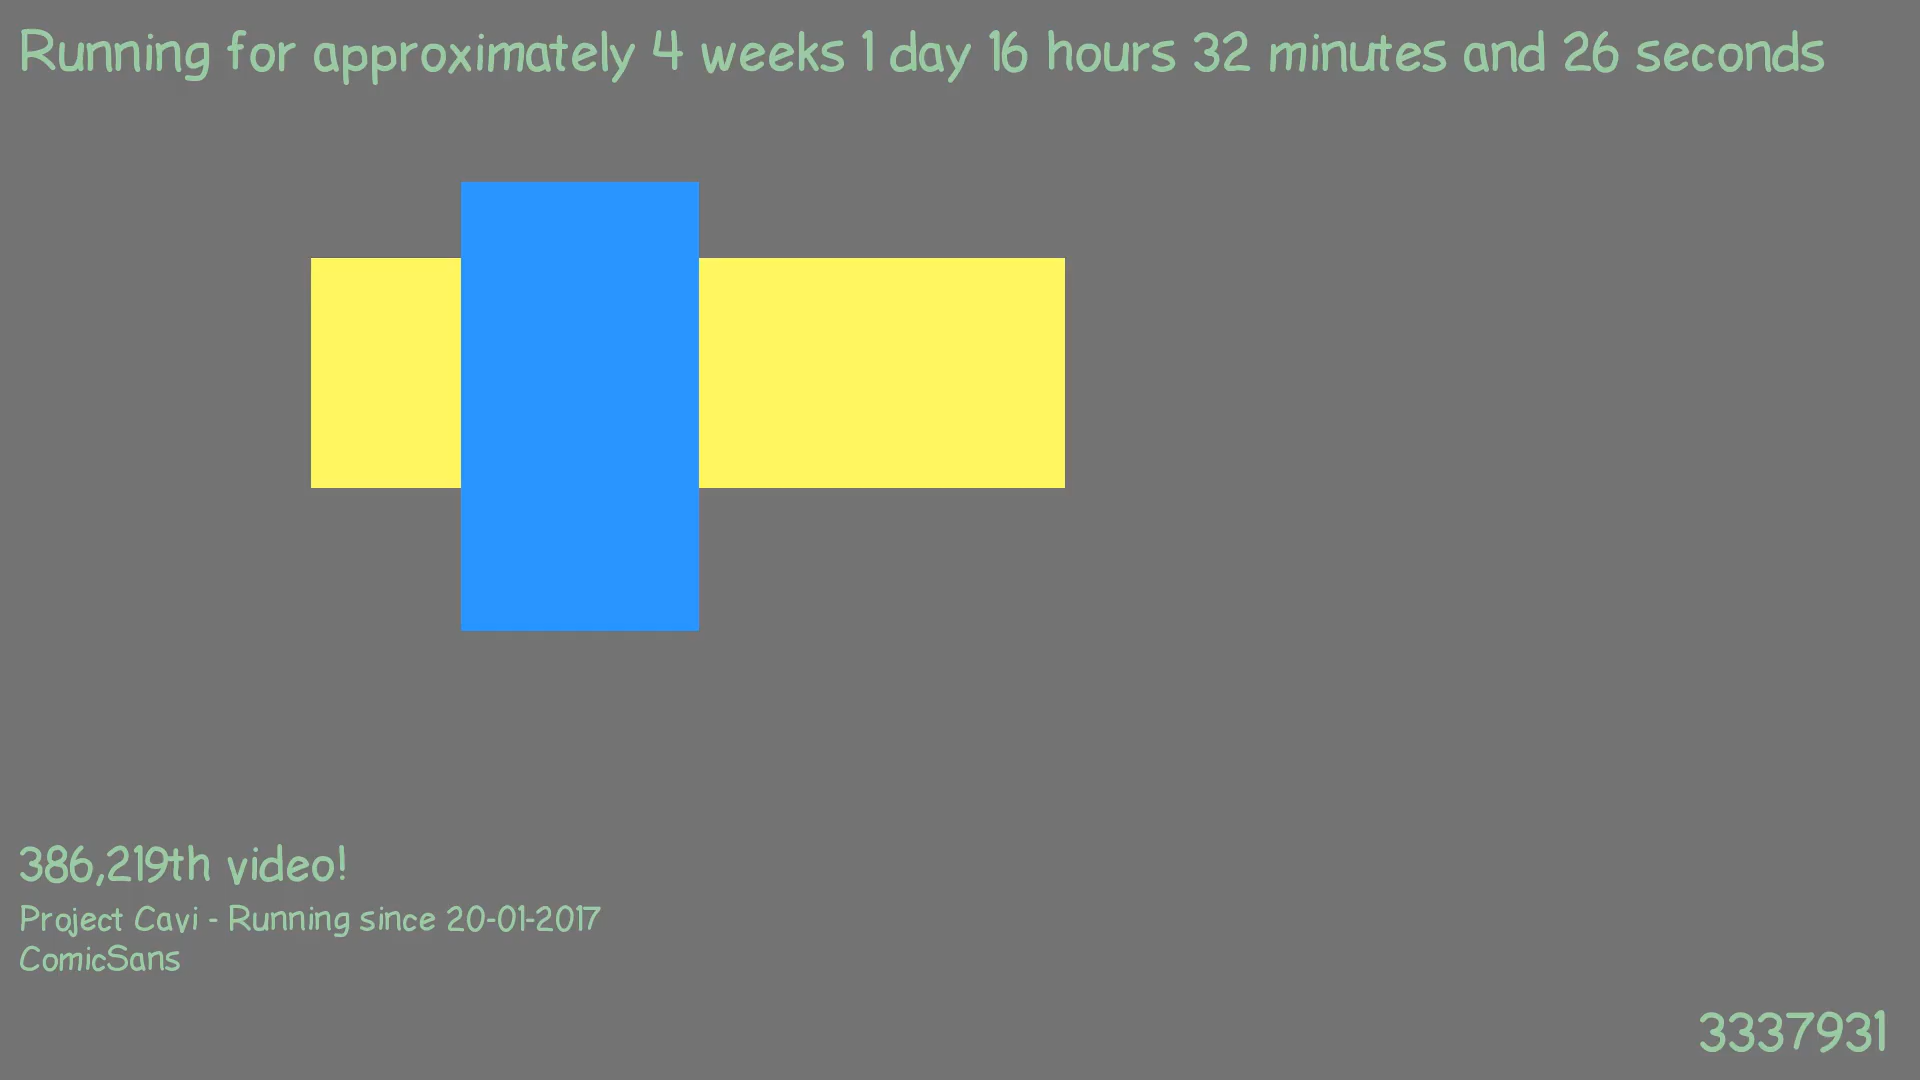 Running for approximately 4 weeks 1 day 16 hours 32 minutes and 26 seconds
386,219th video!
Project Cavi - Running since 20-01-2017
ComicSans
3337931